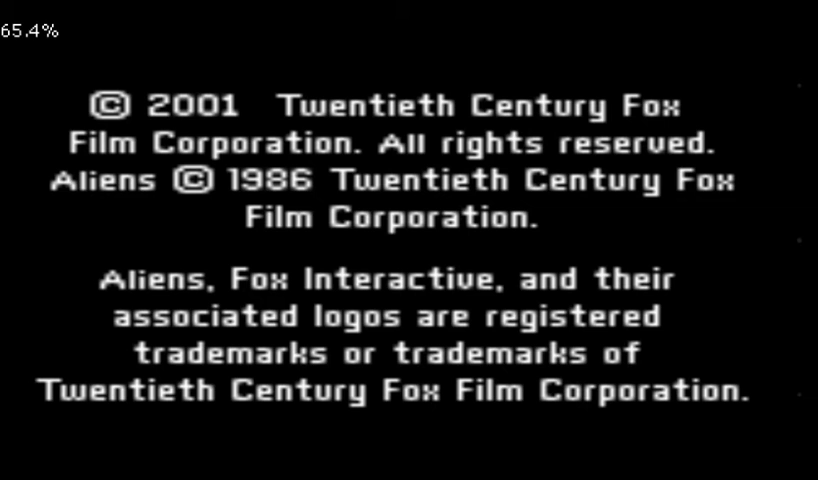 65.4%
© 2001 Twentieth Century Fox
Film Corporation. All rights reserved.
Aliens © 1986 Twentieth Century Fox
Film Corporation.
Aliens, Fox Interactive, and their
associated logos are registered
trademarks or trademarks of
Twentieth Century Fox Film Corporation.